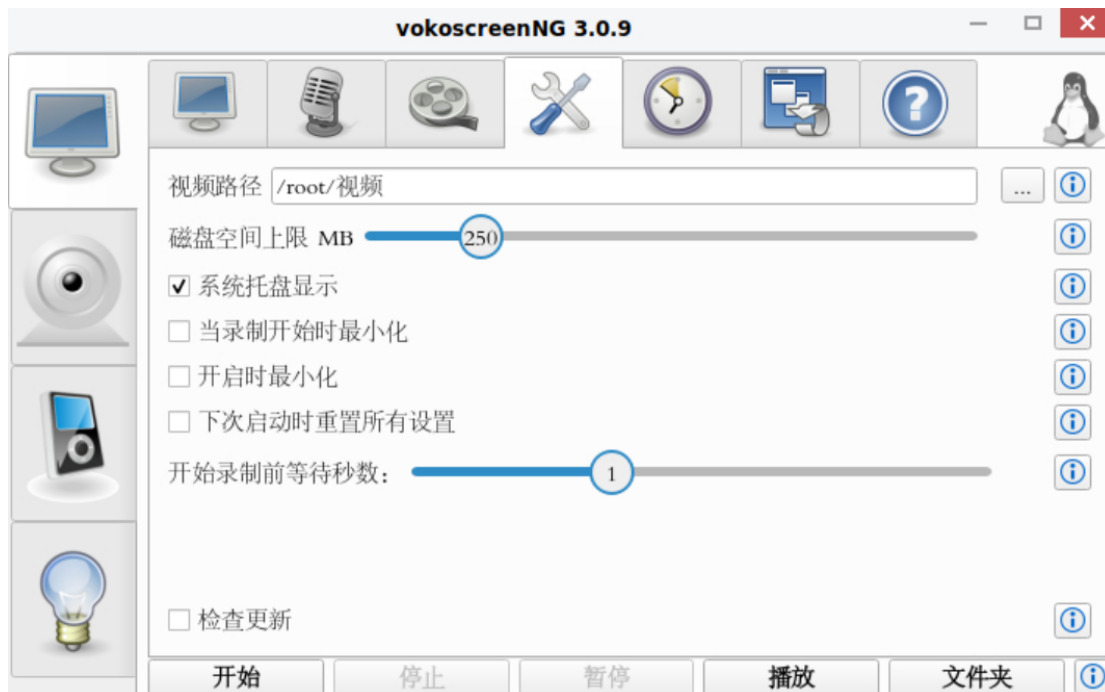 vokoscreenNG 3.0.9
视频路径 /root/视频 ...
磁盘空间上限 MB 250
系统托盘显示
当录制开始时最小化
开启时最小化
下次启动时重置所有设置
开始录制前等待秒数: 1
检查更新
开始 停止 暂停 播放 文件夹